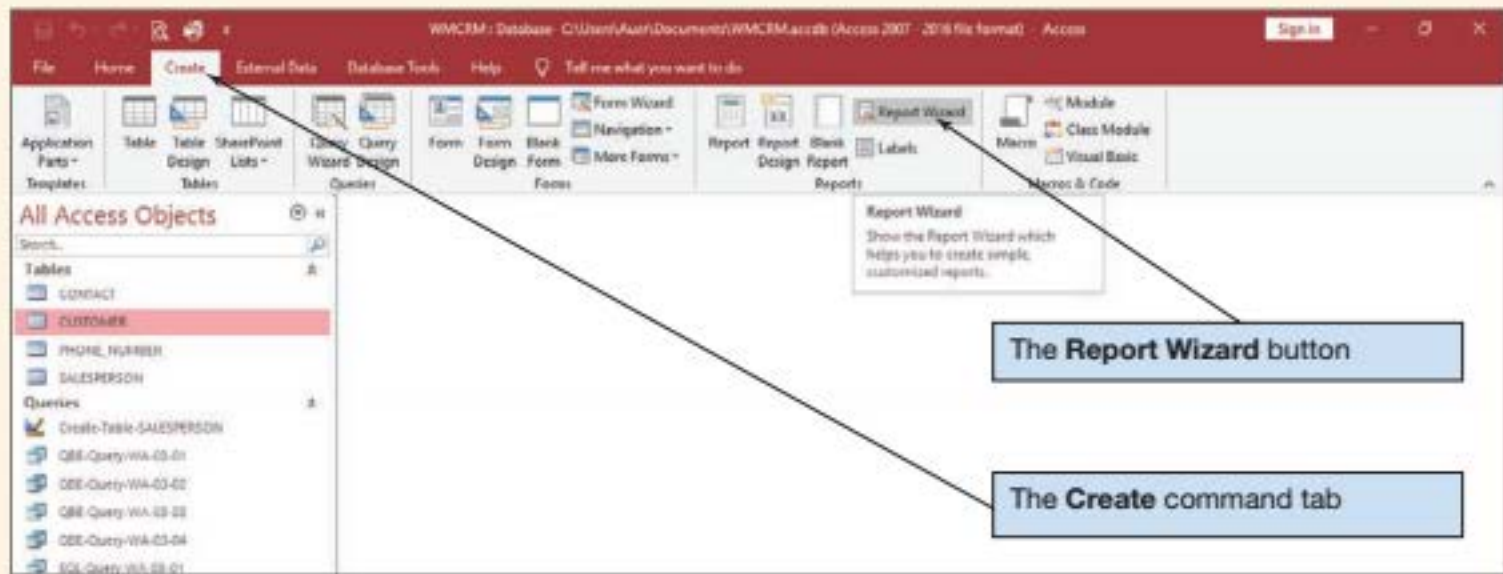 WMCRM : Database- C:\Users\Auer\Documents\WMCRM.accdb (Access 2007 - 2016 file format) - Access
Sign in
File Home Create External Data Database Tools Help Tell me what you want to do
Application Parts
Table
Table Design
SharePoint Lists
Query Wizard
Query Design
Form
Form Design
Blank Form
Form Wizard
Navigation
More Forms
Report
Report Design
Blank Report
Report Wizard
Labels
Macro
Module
Class Module
Visual Basic
Templates
Tables
Queries
Forms
Reports
Macros & Code
All Access Objects
Search..
Tables
CONTACT
CUSTOMER
PHONE_NUMBER
SALESPERSON
Queries
Create-Table-SALESPERSON
QBE-Query-WA-03-01
QBE-Query-WA-03-02
QBE-Query-WA-03-03
QBE-Query-WA-03-04
SQL-Query-WA-03-01
Report Wizard
Show the Report Wizard which
helps you to create simple,
customized reports.
The Report Wizard button
The Create command tab